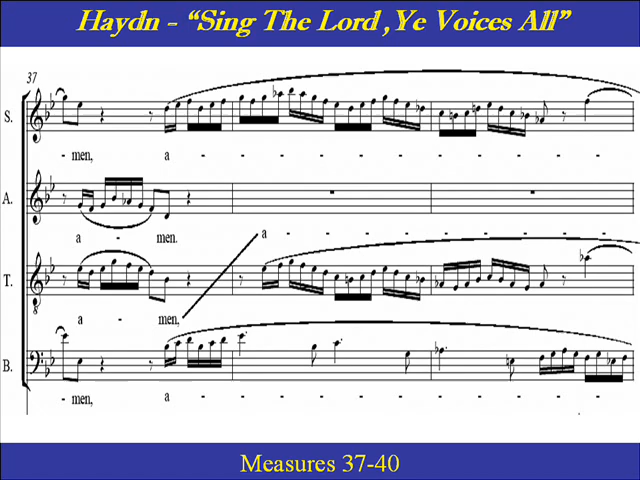 Haydn - “Sing The Lord ,Ye Voices All”
37
S.
- men, a - - - - - - - - - - - -
A.
a - men. a - - - - - - - - - -
T.
a - men,
B.
- men, a - - - - - - - - - - - -
Measures 37-40